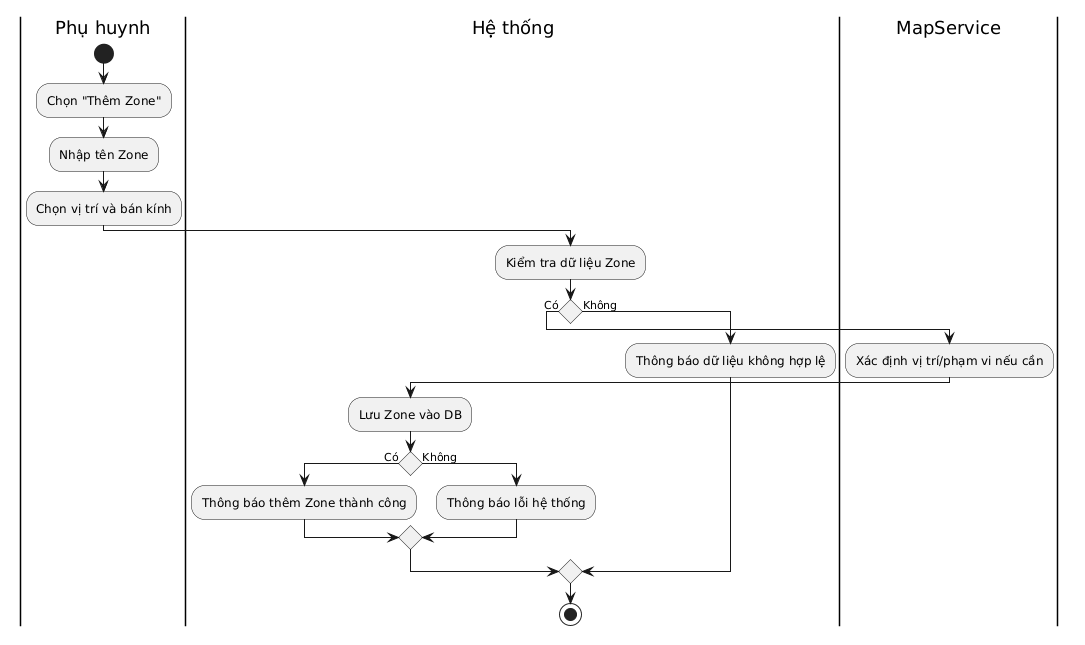 Phụ huynh
Hệ thống
MapService
Chọn "Thêm Zone"
Nhập tên Zone
Chọn vị trí và bán kính
Kiểm tra dữ liệu Zone
Có
Không
Thông báo dữ liệu không hợp lệ
Xác định vị trí/phạm vi nếu cần
Lưu Zone vào DB
Có
Không
Thông báo thêm Zone thành công
Thông báo lỗi hệ thống